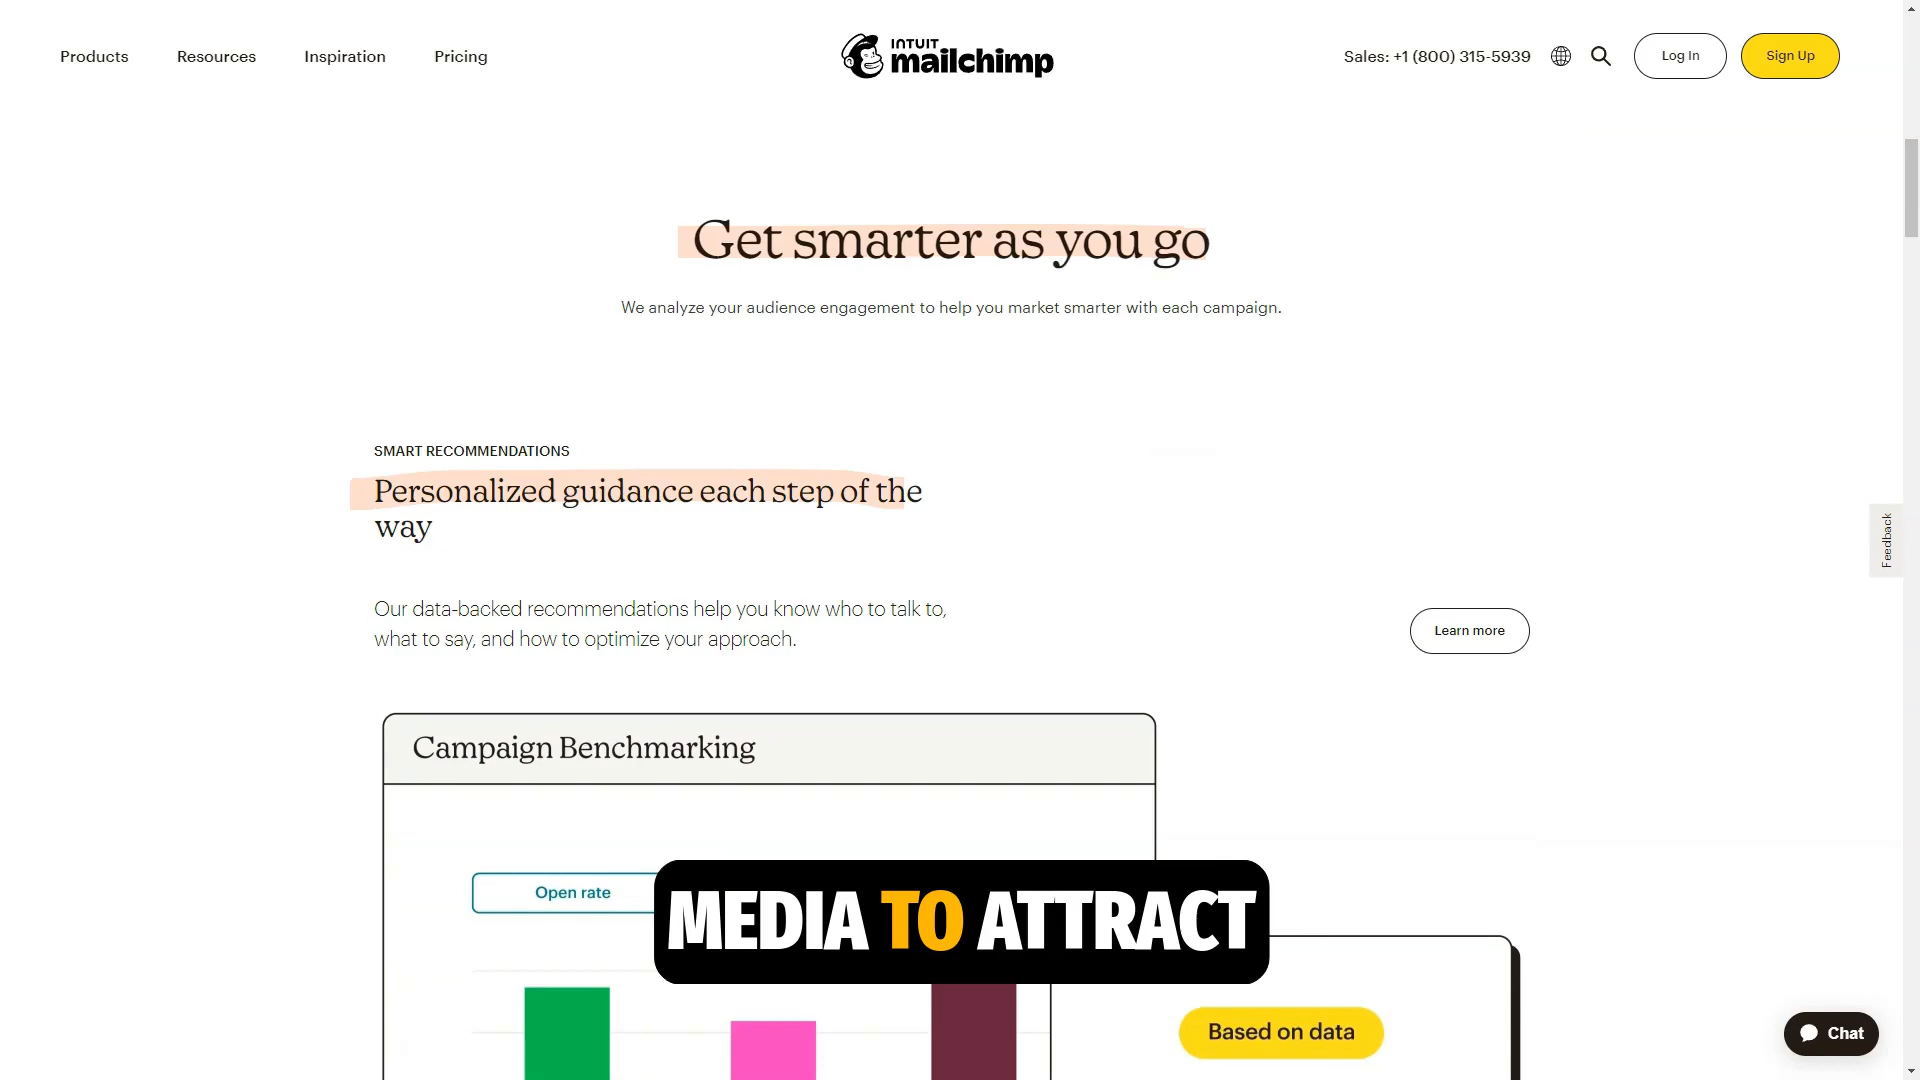 Products Resources Inspiration Pricing
INTUIT
mailchimp
Sales: +1 (800) 315-5939
Log In
Sign Up
Get smarter as you go
We analyze your audience engagement to help you market smarter with each campaign.
SMART RECOMMENDATIONS
Personalized guidance each step of the
way
Our data-backed recommendations help you know who to talk to,
what to say, and how to optimize your approach.
Learn more
Feedback
Campaign Benchmarking
Open rate
MEDIA TO ATTRACT
Based on data
Chat